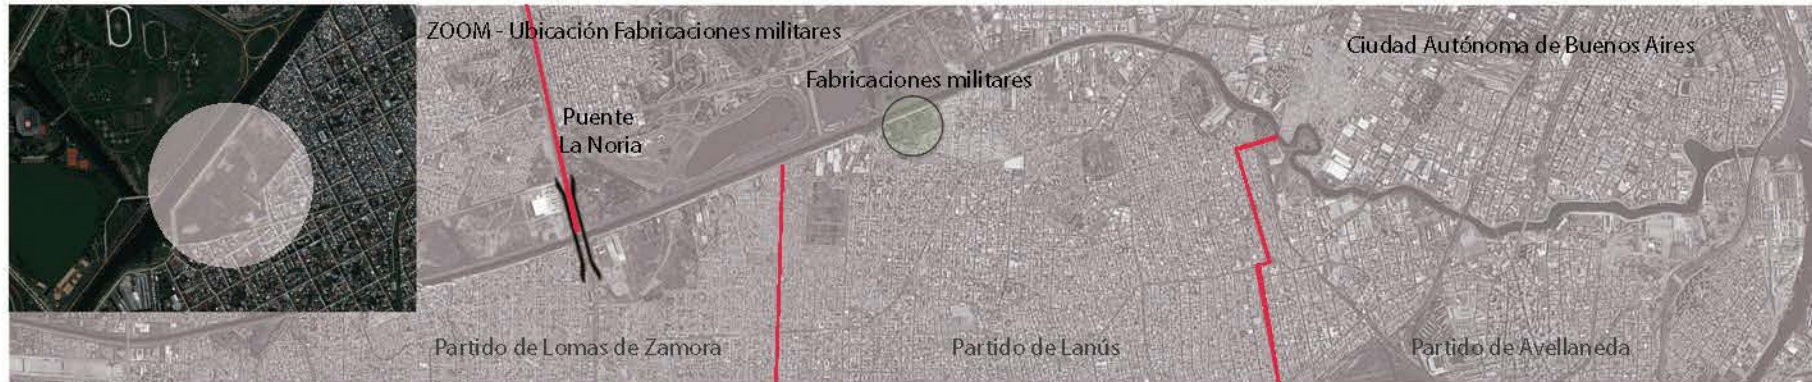 ZOOM - Ubicación Fabricaciones militares
Ciudad Autónoma de Buenos Aires
Fabricaciones militares
Puente
La Noria
Partido de Lomas de Zamora
Partido de Lanús
Partido de Avellaneda